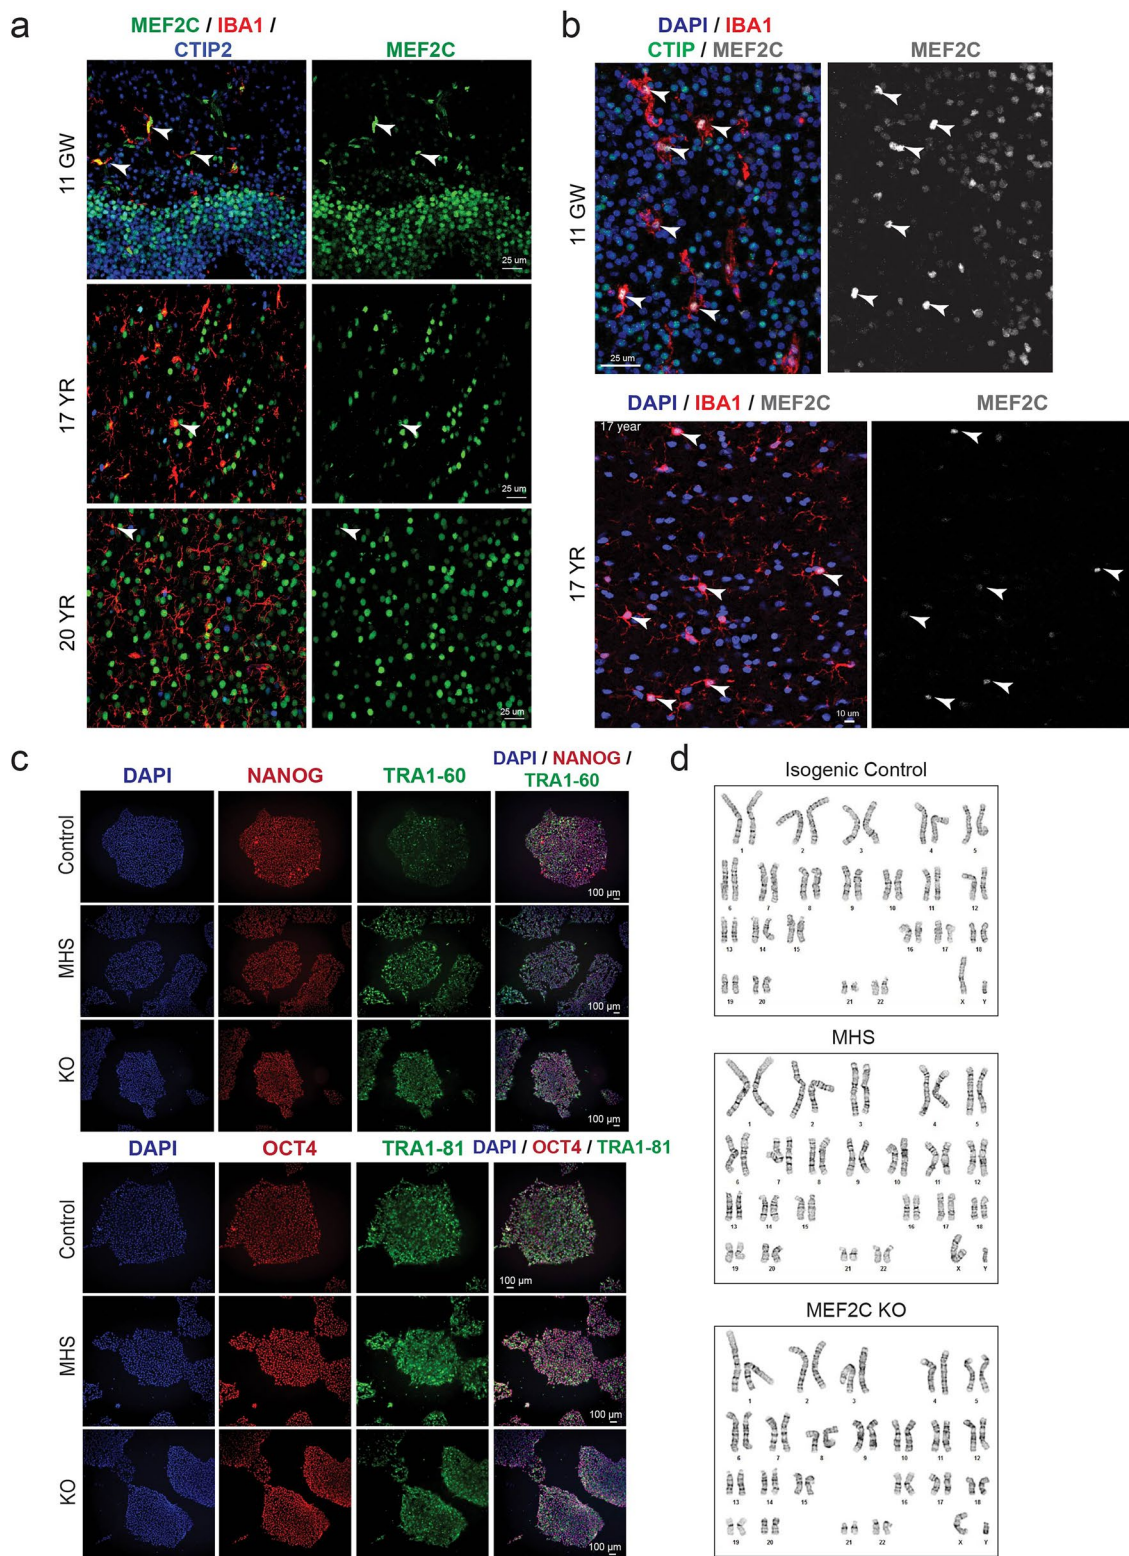 a
MEF2C / IBA1 /
CTIP2
MEF2C
11 GW
25 um
17 YR
25 um
20 YR
25 um
b
DAPI / IBA1
CTIP / MEF2C
MEF2C
11 GW
25 um
DAPI / IBA1 / MEF2C
MEF2C
17 YR
17 year
10 um
c
DAPI
NANOG
TRA1-60
DAPI / NANOG /
TRA1-60
Control
100 µm
MHS
100 µm
KO
100 µm
DAPI
OCT4
TRA1-81
DAPI / OCT4 / TRA1-81
Control
100 µm
MHS
100 µm
KO
100 µm
d
Isogenic Control
1 2 3 4 5
6 7 8 9 10 11 12
13 14 15 16 17 18
19 20 21 22 X Y
MHS
1 2 3 4 5
6 7 8 9 10 11 12
13 14 15 16 17 18
19 20 21 22 X Y
MEF2C KO
1 2 3 4 5
6 7 8 9 10 11 12
13 14 15 16 17 18
19 20 21 22 X Y